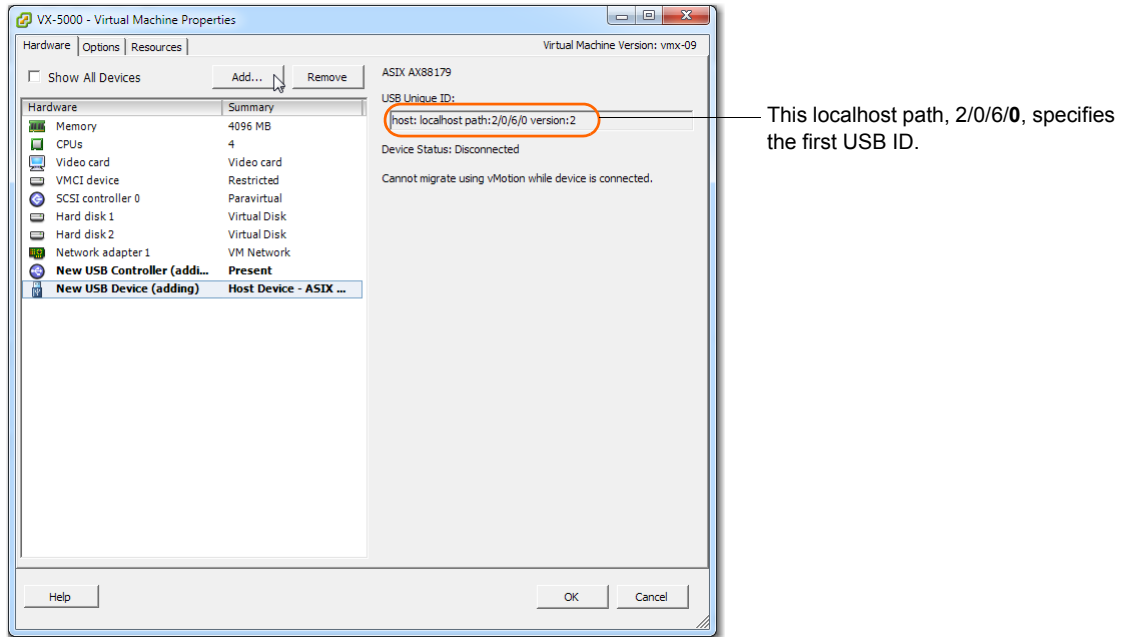 VX-5000 - Virtual Machine Properties
Hardware Options Resources Virtual Machine Version: vmx-09
Show All Devices Add... Remove
Hardware Summary
Memory 4096 MB
CPUs 4
Video card Video card
VMCI device Restricted
SCSI controller 0 Paravirtual
Hard disk 1 Virtual Disk
Hard disk 2 Virtual Disk
Network adapter 1 VM Network
New USB Controller (addi... Present
New USB Device (adding) Host Device - ASIX ...
ASIX AX88179
USB Unique ID:
host: localhost path:2/0/6/0 version:2
Device Status: Disconnected
Cannot migrate using vMotion while device is connected.
Help OK Cancel
This localhost path, 2/0/6/0, specifies
the first USB ID.